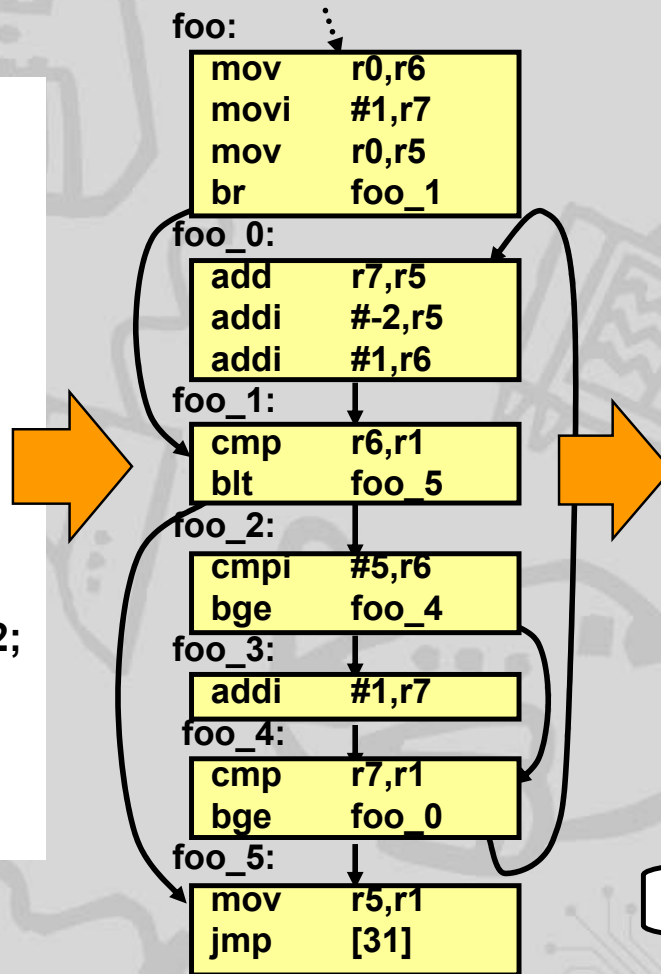 foo:
mov r0,r6
movi #1,r7
mov r0,r5
br foo_1
foo_0:
add r7,r5
addi #-2,r5
addi #1,r6
foo_1:
cmp r6,r1
blt foo_5
foo_2:
cmpi #5,r6
bge foo_4
2;
foo_3:
addi #1,r7
foo_4:
cmp r7,r1
bge foo_0
foo_5:
mov r5,r1
jmp [31]